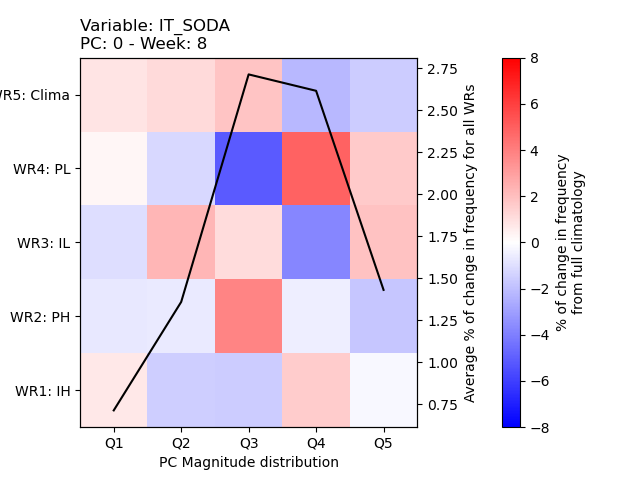 Variable: IT_SODA
PC: 0 - Week: 8
WR5: Clima
WR4: PL
WR3: IL
WR2: PH
WR1: IH
Q1 Q2 Q3 Q4 Q5
PC Magnitude distribution
2.75
2.50
2.25
2.00
1.75
1.50
1.25
1.00
0.75
Average % of change in frequency for all WRs
8
6
4
2
0
−2
−4
−6
−8
% of change in frequency
from full climatology